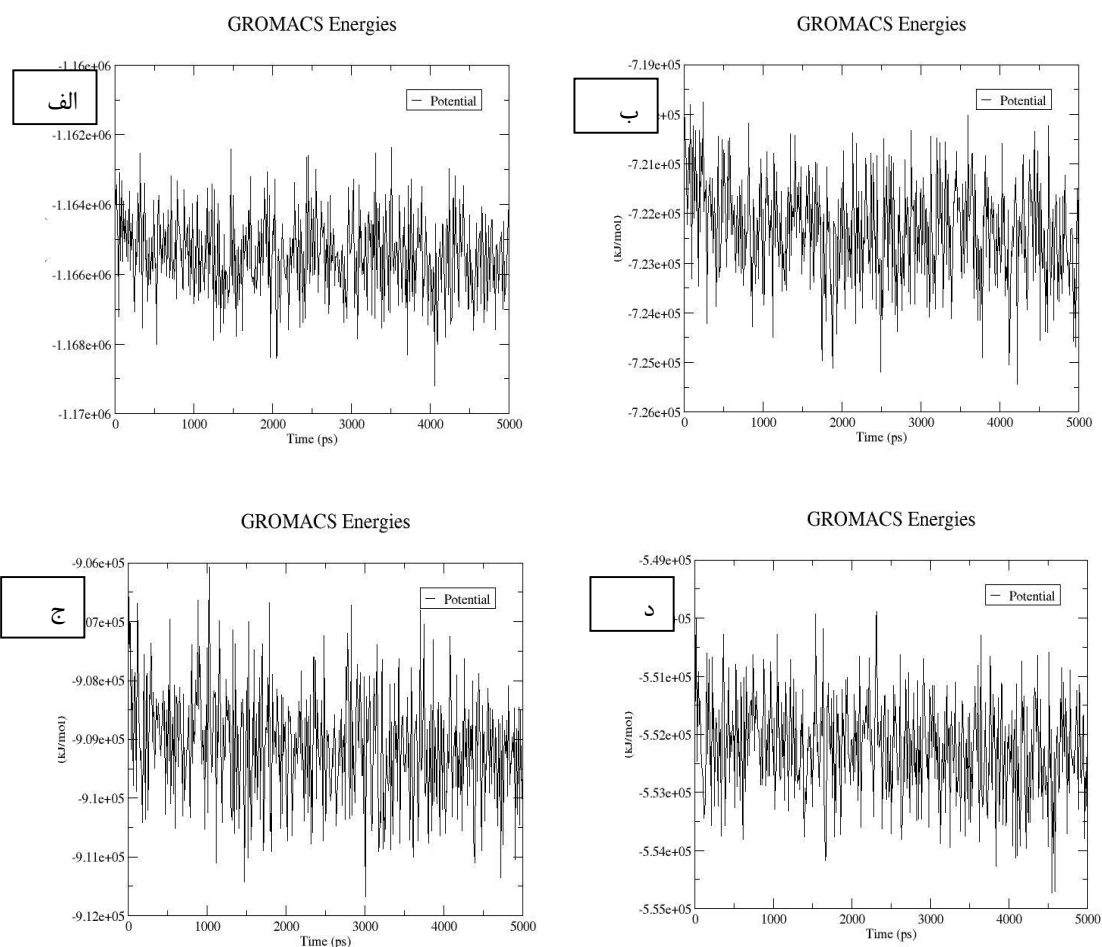 GROMACS Energies
-1.16e+06
الف
-1.162e+06
-1.164e+06
-1.166e+06
-1.168e+06
-1.17e+06
Potential
0 1000 2000 3000 4000 5000
Time (ps)
GROMACS Energies
-7.19e+05
ب
e+05
-7.21e+05
-7.22e+05
-7.23e+05
-7.24e+05
-7.25e+05
-7.26e+05
(kJ/mol)
Potential
0 1000 2000 3000 4000 5000
Time (ps)
GROMACS Energies
-9.06e+05
ج
07e+05
-9.08e+05
-9.09e+05
-9.1e+05
-9.11e+05
-9.12e+05
(kJ/mol)
Potential
0 1000 2000 3000 4000 5000
Time (ps)
GROMACS Energies
-5.49e+05
د
+05
-5.51e+05
-5.52e+05
-5.53e+05
-5.54e+05
-5.55e+05
(kJ/mol)
Potential
0 1000 2000 3000 4000 5000
Time (ps)